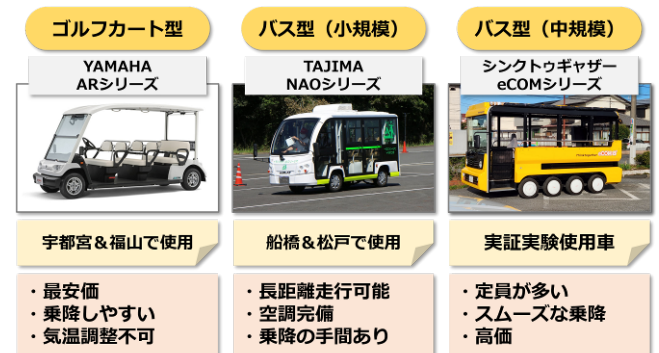 ゴルフカート型
バス型（小規模）
バス型（中規模）
YAMAHA
ARシリーズ
TAJIMA
NAOシリーズ
シンクトゥギャザー
eCOMシリーズ
宇都宮＆福山で使用
船橋＆松戸で使用
実証実験使用車
・最安価
・乗降しやすい
・気温調整不可
・長距離走行可能
・空調完備
・乗降の手間あり
・定員が多い
・スムーズな乗降
・高価